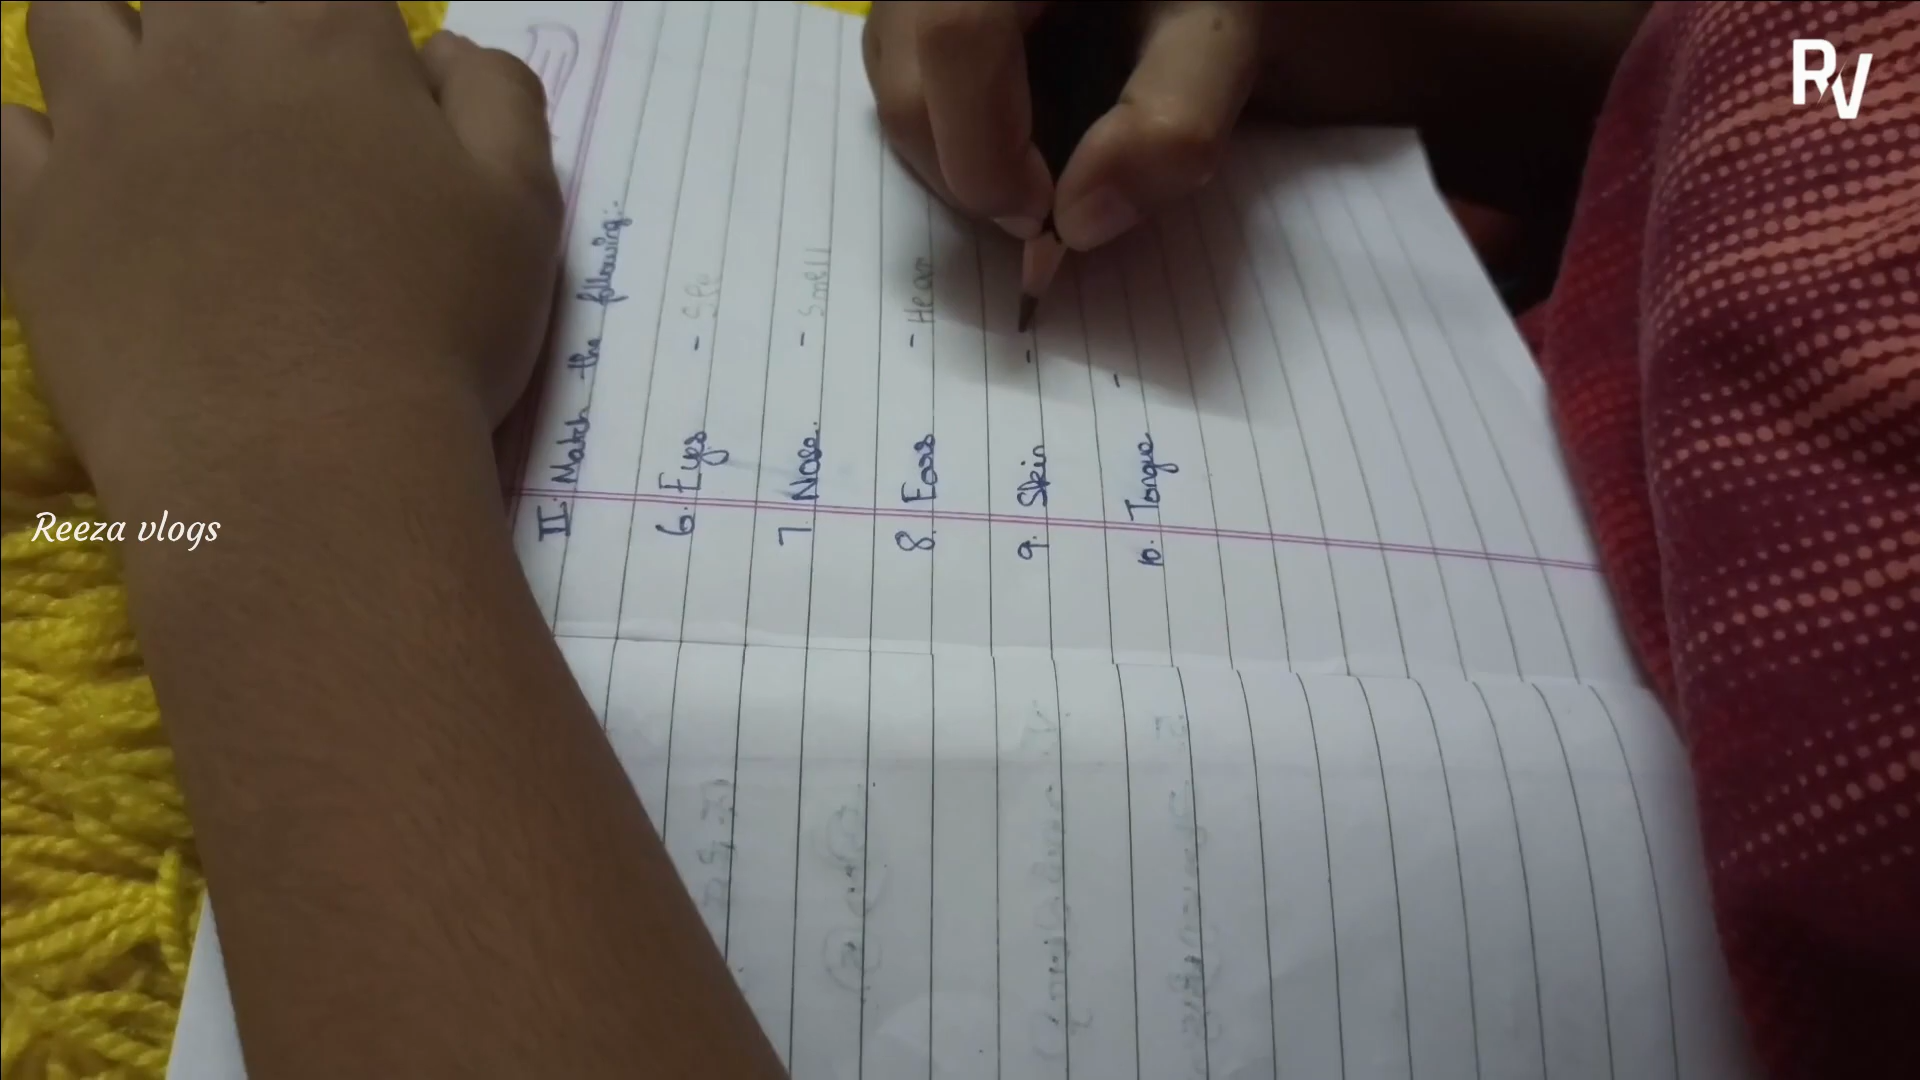 II. Match the following:-
6. Eyes - See
7. Nose. - Smell
8. Ears - Hear
9. Skin -
10. Tongue -
Reeza vlogs
RV